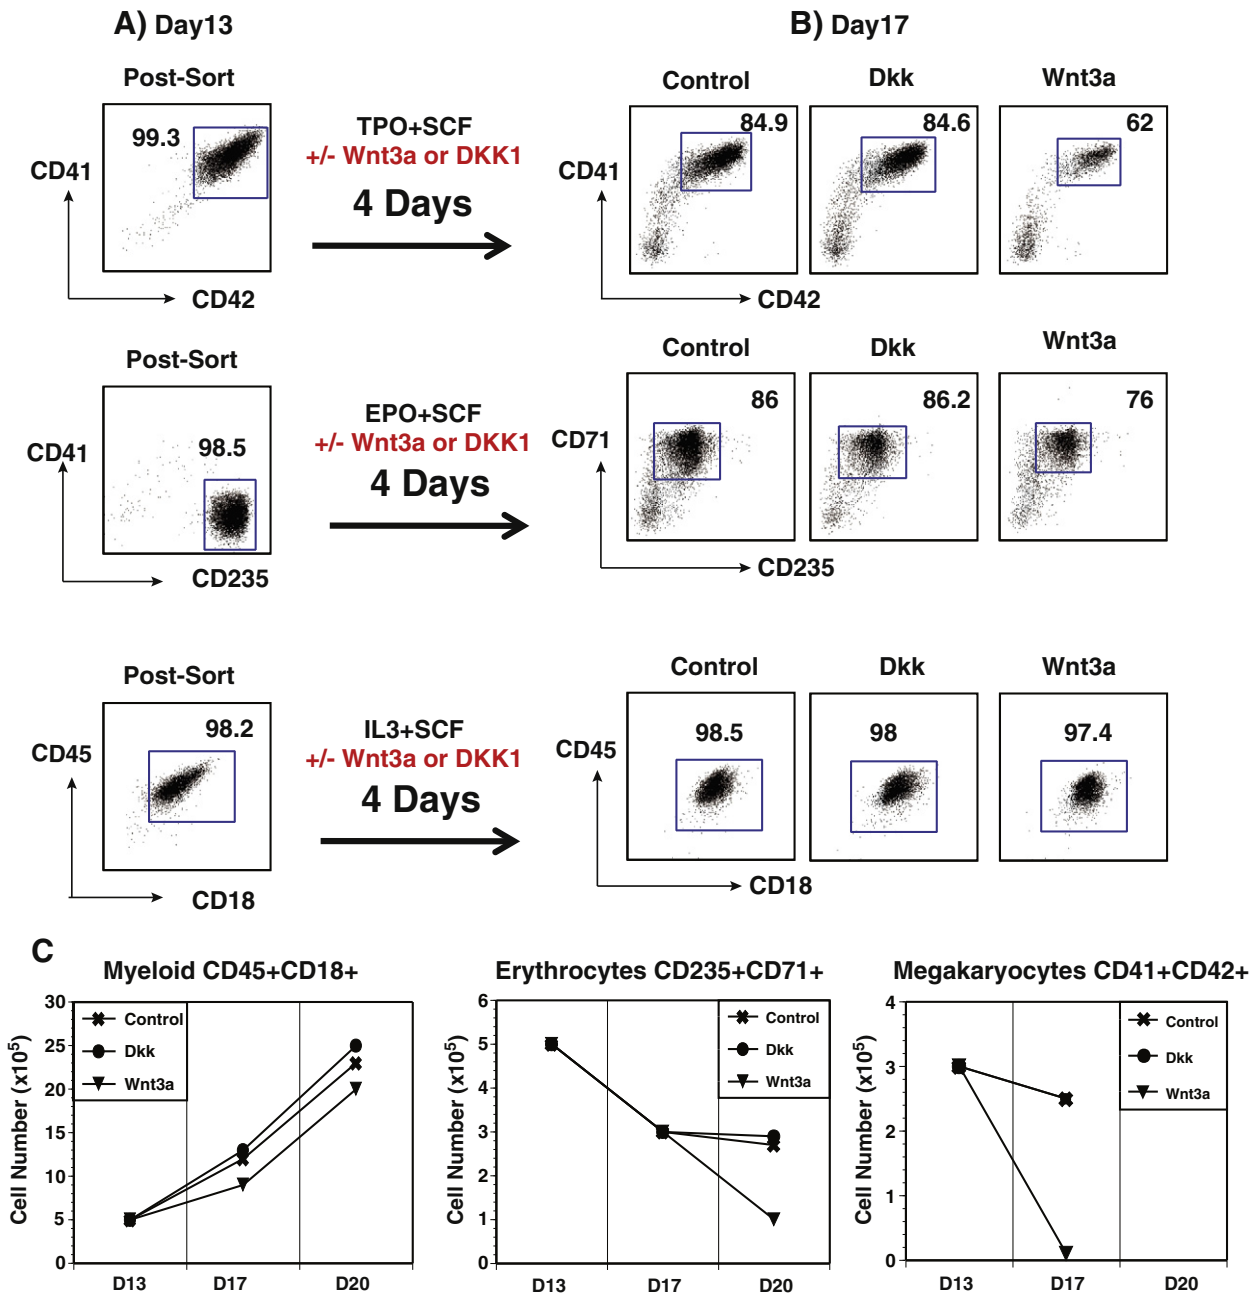 A) Day13
B) Day17
Post-Sort
99.3
CD41
CD42
TPO+SCF
+/- Wnt3a or DKK1
4 Days
Control
Dkk
Wnt3a
84.9
84.6
62
CD41
CD42
Post-Sort
98.5
CD41
CD235
EPO+SCF
+/- Wnt3a or DKK1
4 Days
Control
Dkk
Wnt3a
86
86.2
76
CD71
CD235
Post-Sort
98.2
CD45
CD18
IL3+SCF
+/- Wnt3a or DKK1
4 Days
Control
Dkk
Wnt3a
98.5
98
97.4
CD45
CD18
C
Myeloid CD45+CD18+
Cell Number (x10⁵)
30
25
20
15
10
5
0
Control
Dkk
Wnt3a
D13
D17
D20
Erythrocytes CD235+CD71+
Cell Number (x10⁵)
6
5
4
3
2
1
0
Control
Dkk
Wnt3a
D13
D17
D20
Megakaryocytes CD41+CD42+
Cell Number (x10⁵)
4
3
2
1
0
Control
Dkk
Wnt3a
D13
D17
D20